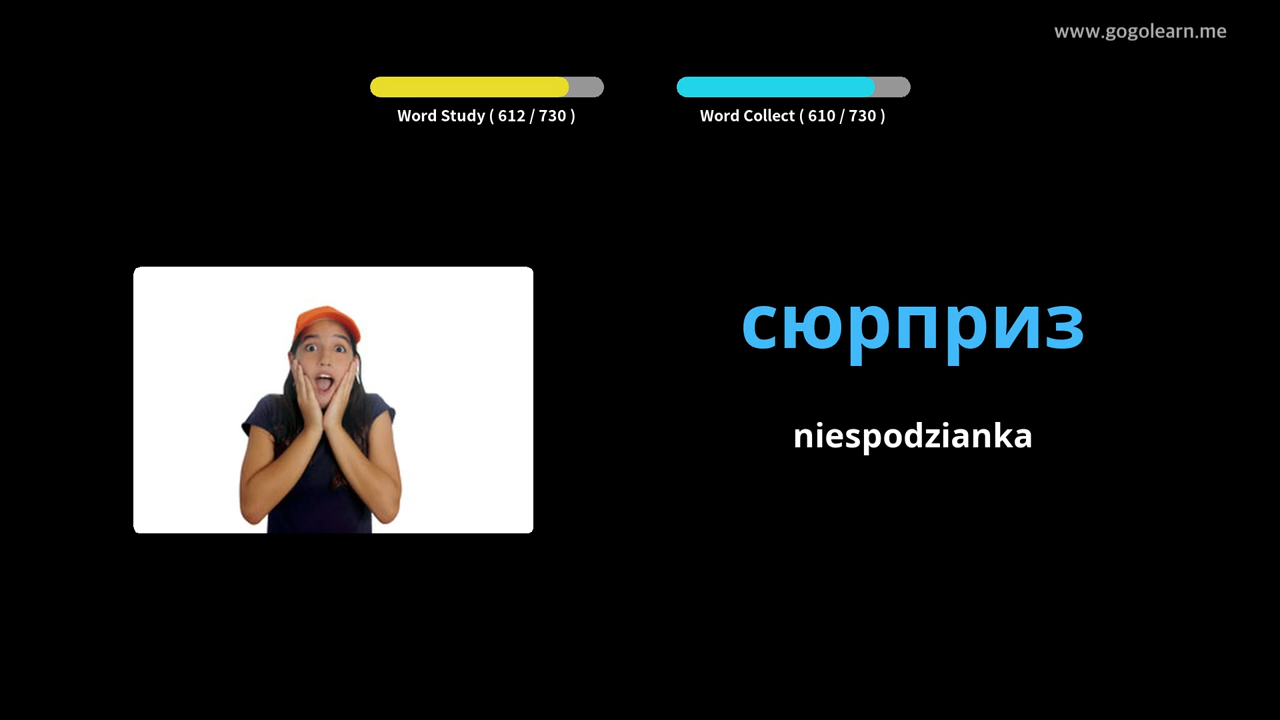 www.gogolearn.me
Word Study ( 612 / 730 )
Word Collect ( 610 / 730 )
сюрприз
niespodzianka